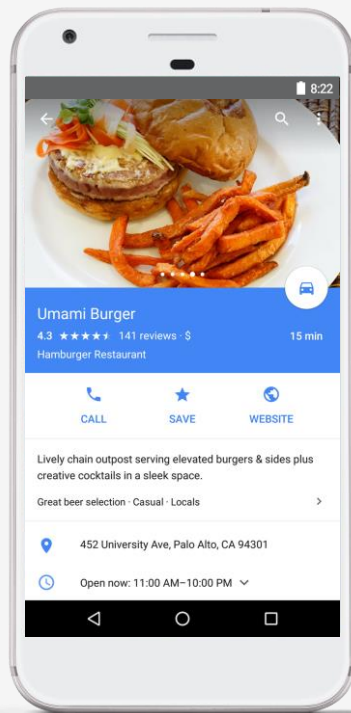 8:22
Umami Burger
4.3 141 reviews · $ 15 min
Hamburger Restaurant
CALL SAVE WEBSITE
Lively chain outpost serving elevated burgers & sides plus
creative cocktails in a sleek space.
Great beer selection · Casual · Locals
452 University Ave, Palo Alto, CA 94301
Open now: 11:00 AM–10:00 PM